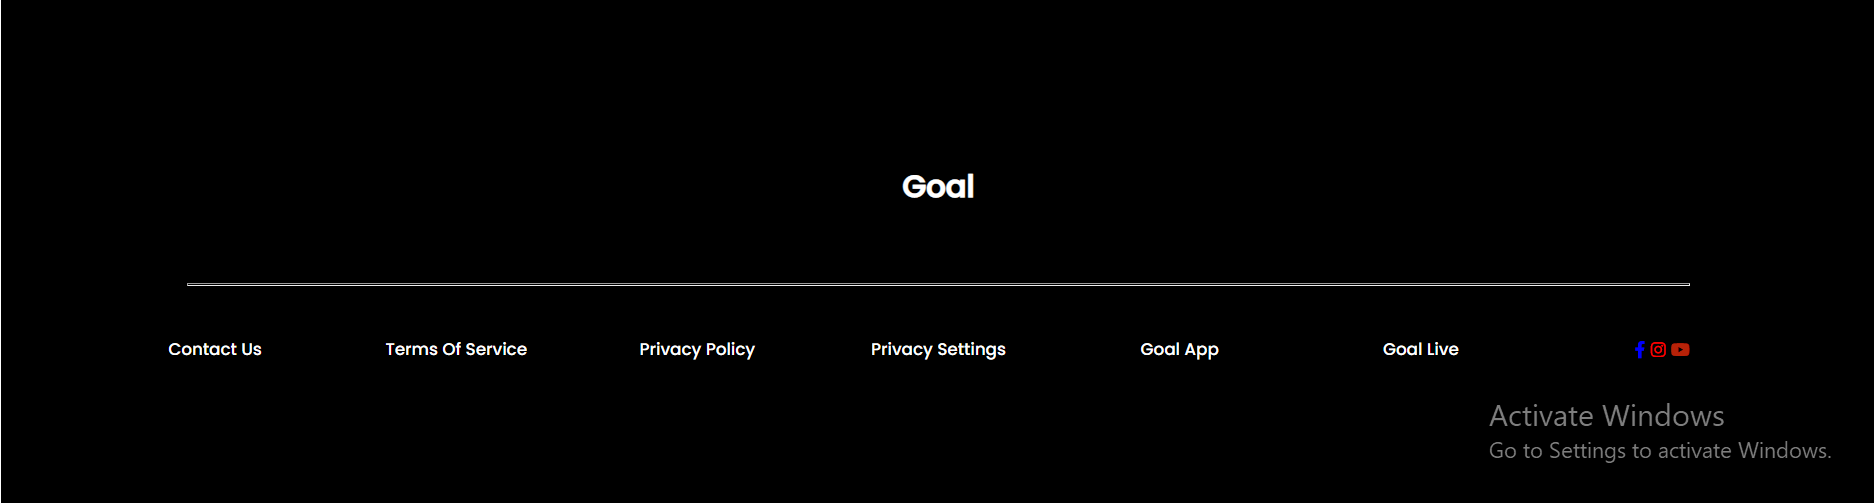 Goal
Contact Us Terms Of Service Privacy Policy Privacy Settings Goal App Goal Live
Activate Windows
Go to Settings to activate Windows.